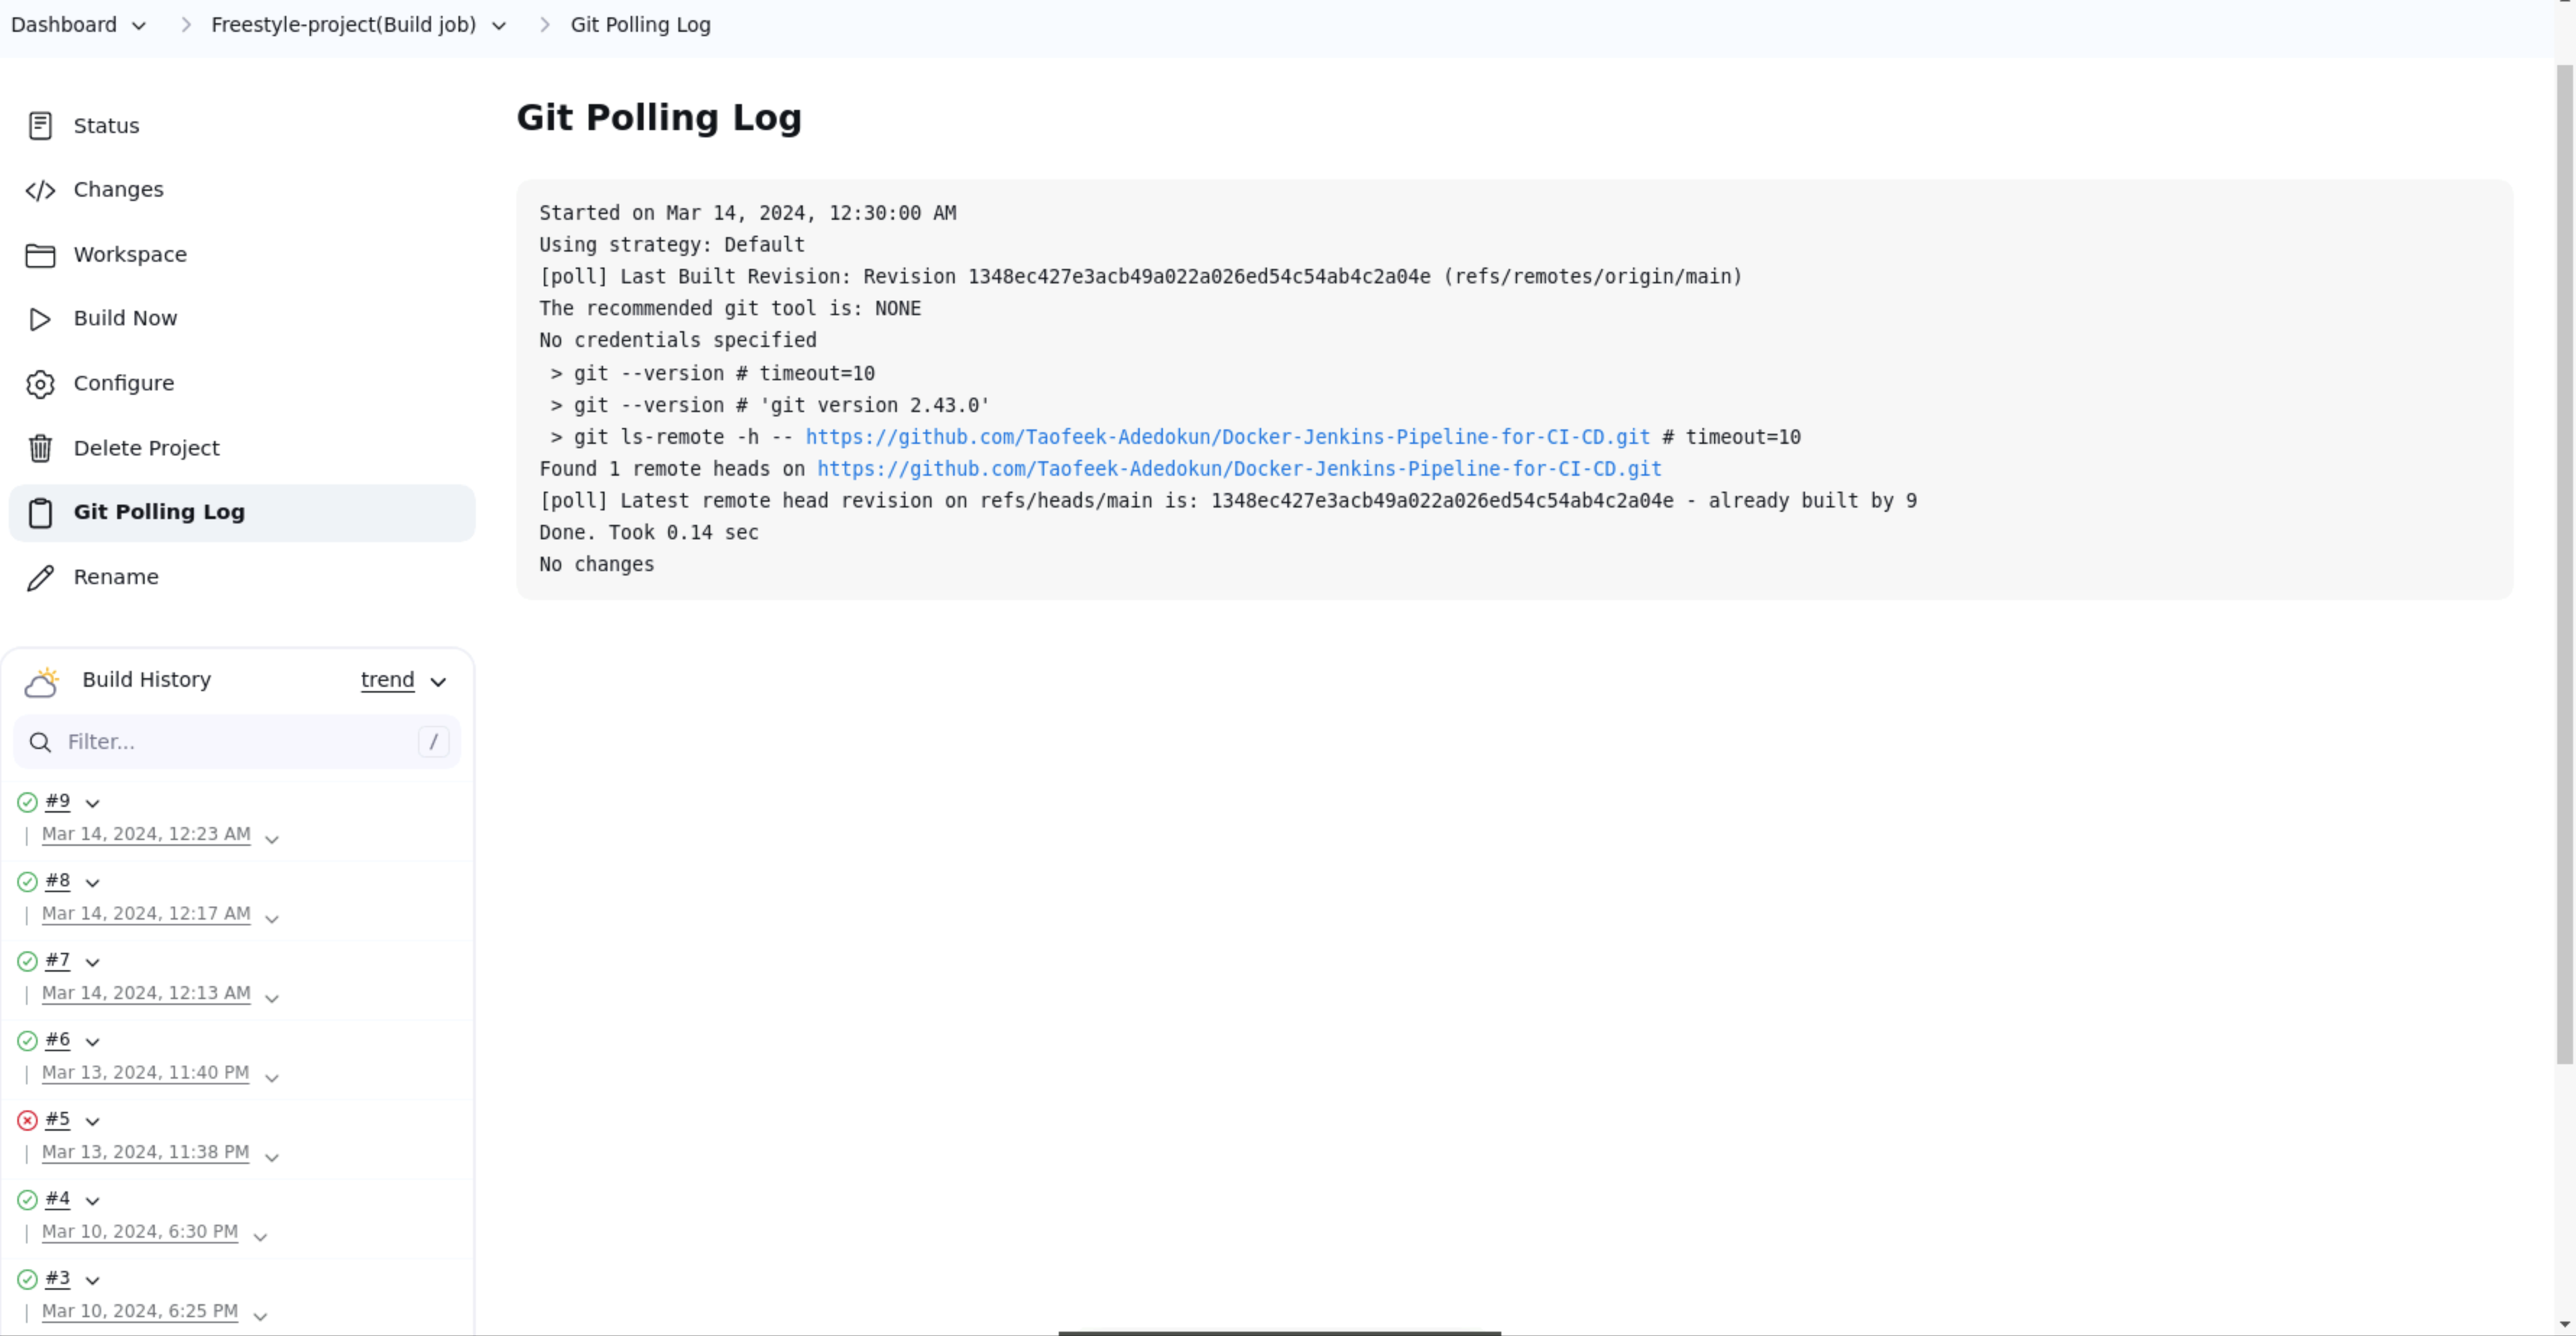 Dashboard > Freestyle-project(Build job) > Git Polling Log
Status
Changes
Workspace
Build Now
Configure
Delete Project
Git Polling Log
Rename
Git Polling Log
Started on Mar 14, 2024, 12:30:00 AM
Using strategy: Default
[poll] Last Built Revision: Revision 1348ec427e3acb49a022a026ed54c54ab4c2a04e (refs/remotes/origin/main)
The recommended git tool is: NONE
No credentials specified
 > git --version # timeout=10
 > git --version # 'git version 2.43.0'
 > git ls-remote -h -- https://github.com/Taofeek-Adedokun/Docker-Jenkins-Pipeline-for-CI-CD.git # timeout=10
Found 1 remote heads on https://github.com/Taofeek-Adedokun/Docker-Jenkins-Pipeline-for-CI-CD.git
[poll] Latest remote head revision on refs/heads/main is: 1348ec427e3acb49a022a026ed54c54ab4c2a04e - already built by 9
Done. Took 0.14 sec
No changes
Build History trend
Filter... /
#9
Mar 14, 2024, 12:23 AM
#8
Mar 14, 2024, 12:17 AM
#7
Mar 14, 2024, 12:13 AM
#6
Mar 13, 2024, 11:40 PM
#5
Mar 13, 2024, 11:38 PM
#4
Mar 10, 2024, 6:30 PM
#3
Mar 10, 2024, 6:25 PM